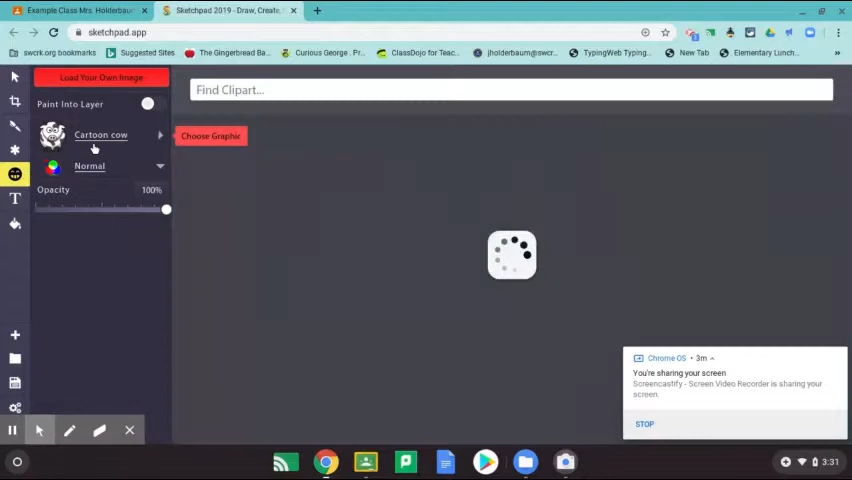 Example Class Mrs. Holderbaum
Sketchpad 2019 - Draw, Create,
sketchpad.app
swcrk.org bookmarks
Suggested Sites
The Gingerbread Ba...
Curious George . Pr...
ClassDojo for Teac...
jholderbaum@swcr...
TypingWeb Typing...
New Tab
Elementary Lunch...
»
Load Your Own Image
Find Clipart...
Paint Into Layer
Cartoon cow
Choose Graphic
Normal
Opacity 100%
T
Chrome OS • 3m
You're sharing your screen
Screencastify - Screen Video Recorder is sharing your
screen.
STOP
3:31